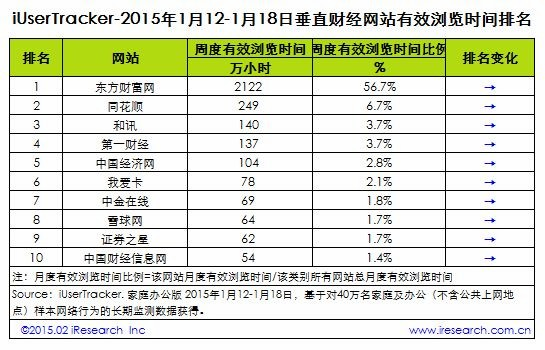 iUserTracker-2015年1月12-1月18日垂直财经网站有效浏览时间排名
排名 网站 周度有效浏览时间 周度有效浏览时间比例 排名变化
万小时 %
1 东方财富网 2122 56.7% →
2 同花顺 249 6.7% →
3 和讯 140 3.7% →
4 第一财经 137 3.7% →
5 中国经济网 104 2.8% →
6 我爱卡 78 2.1% →
7 中金在线 69 1.8% →
8 雪球网 64 1.7% →
9 证券之星 62 1.7% →
10 中国财经信息网 54 1.4% →
注：月度有效浏览时间比例=该网站月度有效浏览时间/该类别所有网站总月度有效浏览时间
Source：iUserTracker. 家庭办公版 2015年1月12-1月18日，基于对40万名家庭及办公（不含公共上网地
点）样本网络行为的长期监测数据获得。
©2015.02 iResearch Inc www.iresearch.com.cn